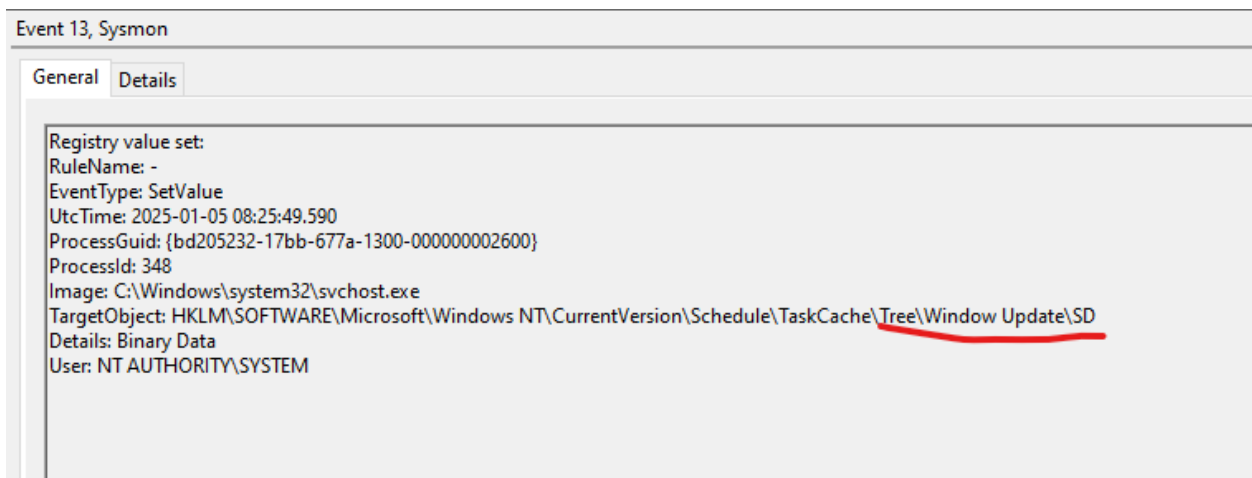 Event 13, Sysmon
General Details
Registry value set:
RuleName: -
EventType: SetValue
UtcTime: 2025-01-05 08:25:49.590
ProcessGuid: {bd205232-17bb-677a-1300-000000002600}
ProcessId: 348
Image: C:\Windows\system32\svchost.exe
TargetObject: HKLM\SOFTWARE\Microsoft\Windows NT\CurrentVersion\Schedule\TaskCache\Tree\Window Update\SD
Details: Binary Data
User: NT AUTHORITY\SYSTEM